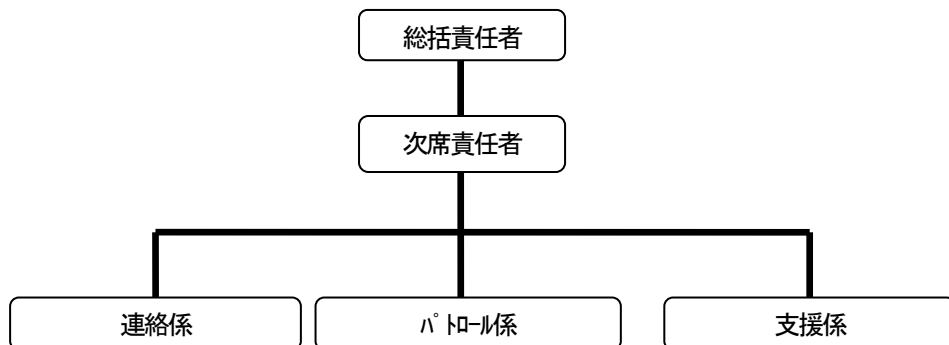 総括責任者
次席責任者
連絡係
ﾊﾟﾄﾛｰﾙ係
支援係